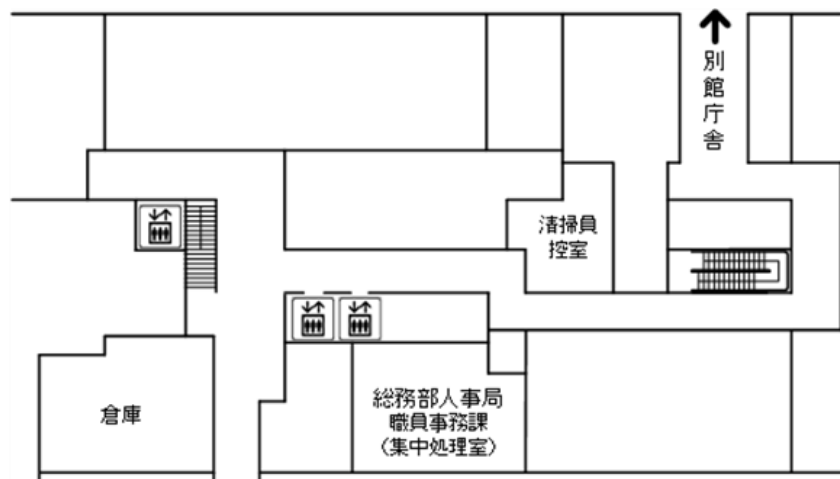 別館庁舎
清掃員
控室
倉庫
総務部人事局
職員事務課
(集中処理室)